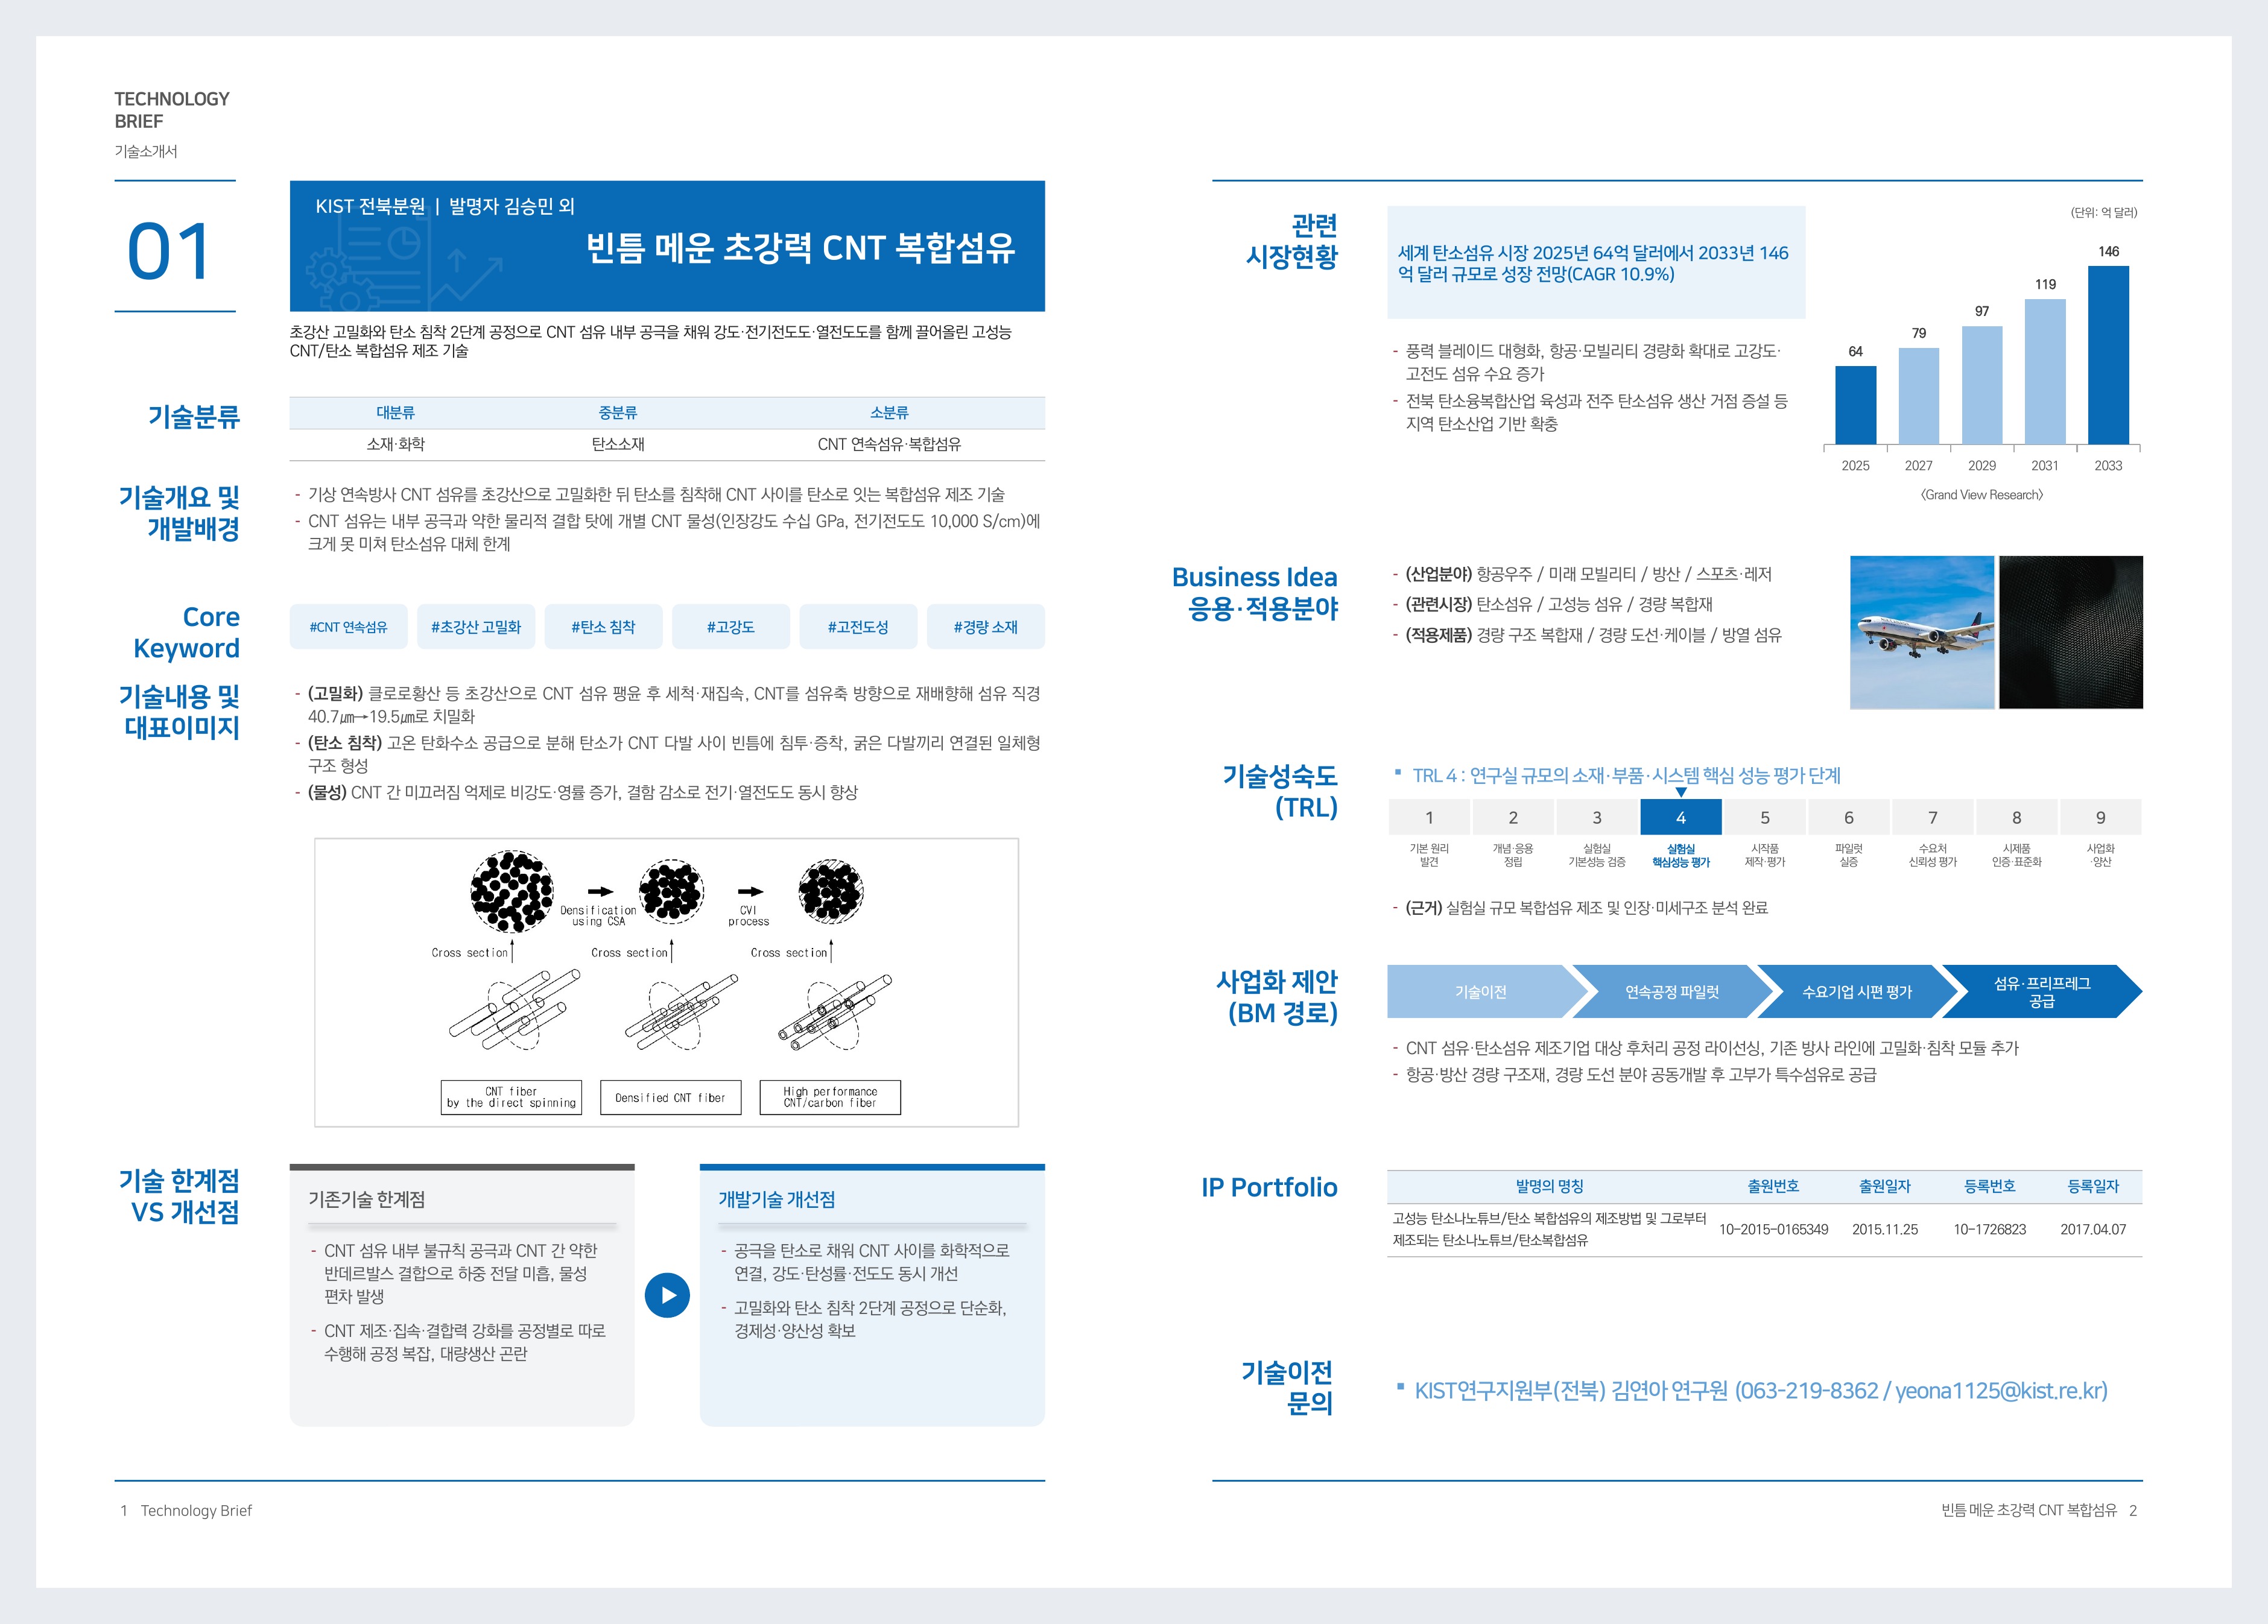 TECHNOLOGY
BRIEF
기술소개서
01
KIST 전북분원 | 발명자 김승민 외
빈틈 메운 초강력 CNT 복합섬유
초강산 고밀화와 탄소 침착 2단계 공정으로 CNT 섬유 내부 공극을 채워 강도·전기전도도·열전도도를 함께 끌어올린 고성능
CNT/탄소 복합섬유 제조 기술
기술분류
대분류 중분류 소분류
소재·화학 탄소소재 CNT 연속섬유·복합섬유
기술개요 및
개발배경
- 기상 연속방사 CNT 섬유를 초강산으로 고밀화한 뒤 탄소를 침착해 CNT 사이를 탄소로 잇는 복합섬유 제조 기술
- CNT 섬유는 내부 공극과 약한 물리적 결합 탓에 개별 CNT 물성(인장강도 수십 GPa, 전기전도도 10,000 S/cm)에
크게 못 미쳐 탄소섬유 대체 한계
Core
Keyword
#CNT 연속섬유 #초강산 고밀화 #탄소 침착 #고강도 #고전도성 #경량 소재
기술내용 및
대표이미지
- (고밀화) 클로로황산 등 초강산으로 CNT 섬유 팽윤 후 세척·재집속, CNT를 섬유축 방향으로 재배향해 섬유 직경
40.7㎛→19.5㎛로 치밀화
- (탄소 침착) 고온 탄화수소 공급으로 분해 탄소가 CNT 다발 사이 빈틈에 침투·증착, 굵은 다발끼리 연결된 일체형
구조 형성
- (물성) CNT 간 미끄러짐 억제로 비강도·영률 증가, 결함 감소로 전기·열전도도 동시 향상
Densification
using CSA
CVI
process
Cross section Cross section Cross section
CNT fiber
by the direct spinning
Densified CNT fiber
High performance
CNT/carbon fiber
기술 한계점
VS 개선점
기존기술 한계점
- CNT 섬유 내부 불규칙 공극과 CNT 간 약한
반데르발스 결합으로 하중 전달 미흡, 물성
편차 발생
- CNT 제조·집속·결합력 강화를 공정별로 따로
수행해 공정 복잡, 대량생산 곤란
개발기술 개선점
- 공극을 탄소로 채워 CNT 사이를 화학적으로
연결, 강도·탄성률·전도도 동시 개선
- 고밀화와 탄소 침착 2단계 공정으로 단순화,
경제성·양산성 확보
1 Technology Brief
관련
시장현황
세계 탄소섬유 시장 2025년 64억 달러에서 2033년 146
억 달러 규모로 성장 전망(CAGR 10.9%)
- 풍력 블레이드 대형화, 항공·모빌리티 경량화 확대로 고강도·
고전도 섬유 수요 증가
- 전북 탄소융복합산업 육성과 전주 탄소섬유 생산 거점 증설 등
지역 탄소산업 기반 확충
(단위: 억 달러)
64 79 97 119 146
2025 2027 2029 2031 2033
〈Grand View Research〉
Business Idea
응용·적용분야
- (산업분야) 항공우주 / 미래 모빌리티 / 방산 / 스포츠·레저
- (관련시장) 탄소섬유 / 고성능 섬유 / 경량 복합재
- (적용제품) 경량 구조 복합재 / 경량 도선·케이블 / 방열 섬유
기술성숙도
(TRL)
▪ TRL 4 : 연구실 규모의 소재·부품·시스템 핵심 성능 평가 단계
1 2 3 4 5 6 7 8 9
기본 원리 개념·응용 실험실 실험실 시작품 파일럿 수요처 시제품 사업화
발견 정립 기본성능 검증 핵심성능 평가 제작·평가 실증 신뢰성 평가 인증·표준화 ·양산
- (근거) 실험실 규모 복합섬유 제조 및 인장·미세구조 분석 완료
사업화 제안
(BM 경로)
기술이전 연속공정 파일럿 수요기업 시편 평가 섬유·프리프레그
공급
- CNT 섬유·탄소섬유 제조기업 대상 후처리 공정 라이선싱, 기존 방사 라인에 고밀화·침착 모듈 추가
- 항공·방산 경량 구조재, 경량 도선 분야 공동개발 후 고부가 특수섬유로 공급
IP Portfolio
발명의 명칭 출원번호 출원일자 등록번호 등록일자
고성능 탄소나노튜브/탄소 복합섬유의 제조방법 및 그로부터
제조되는 탄소나노튜브/탄소복합섬유
10-2015-0165349 2015.11.25 10-1726823 2017.04.07
기술이전
문의
▪ KIST연구지원부(전북) 김연아 연구원 (063-219-8362 / yeona1125@kist.re.kr)
빈틈 메운 초강력 CNT 복합섬유 2